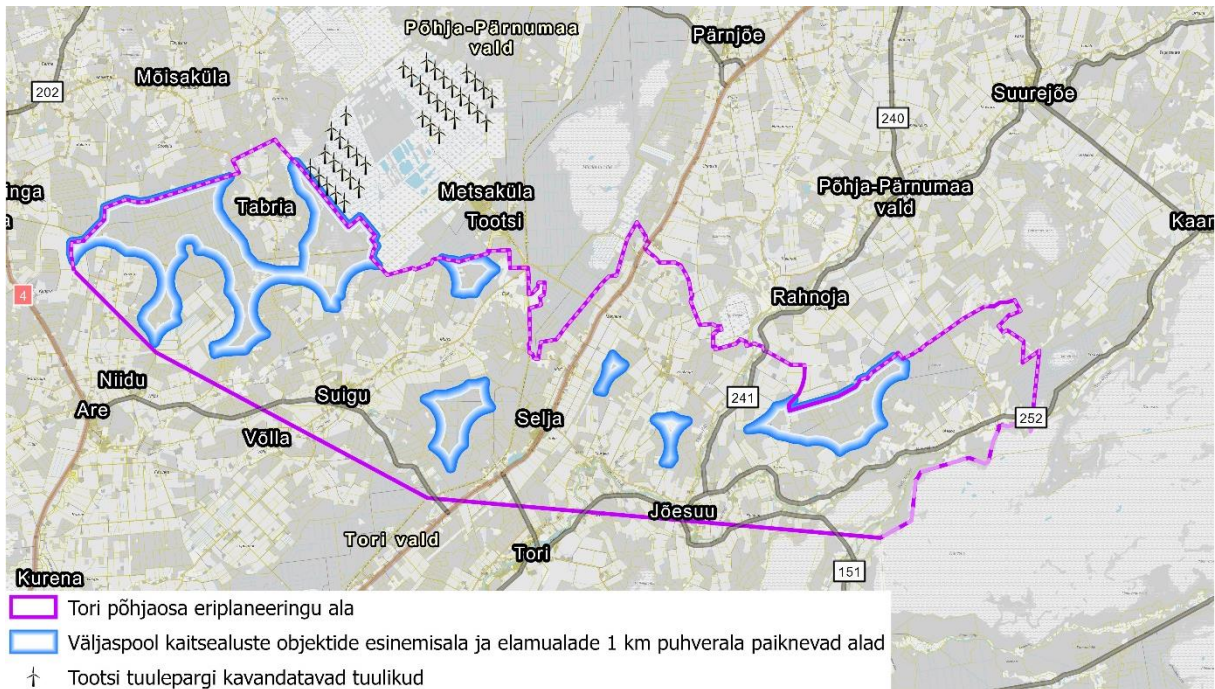 Põhja-Pärnumaa
vald
Pärnjõe
Mõisaküla
202
Suurejõe
240
Põhja-Pärnumaa
vald
Metsaküla
Tootsi
Tabria
inga
a
Kaan
4
Rahnoja
Niidu
Are
Suigu
Võlla
Selja
241
252
Jõesuu
Tori vald
Tori
151
Kurena
Tori põhjaosa eriplaneeringu ala
Väljaspool kaitsealuste objektide esinemisala ja elamualade 1 km puhverala paiknevad alad
Tootsi tuulepargi kavandatavad tuulikud